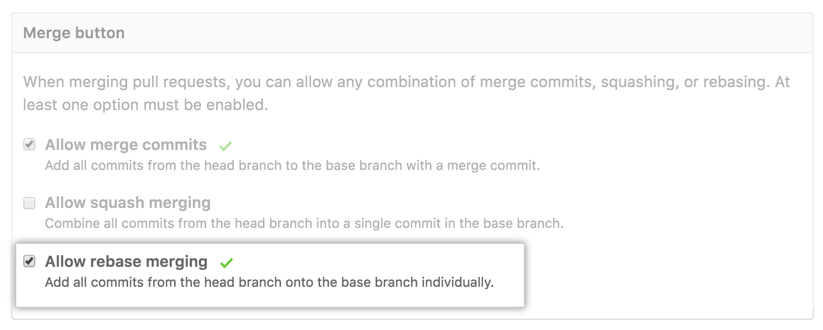 Merge button
When merging pull requests, you can allow any combination of merge commits, squashing, or rebasing. At
least one option must be enabled.
Allow merge commits
Add all commits from the head branch to the base branch with a merge commit.
Allow squash merging
Combine all commits from the head branch into a single commit in the base branch.
Allow rebase merging
Add all commits from the head branch onto the base branch individually.